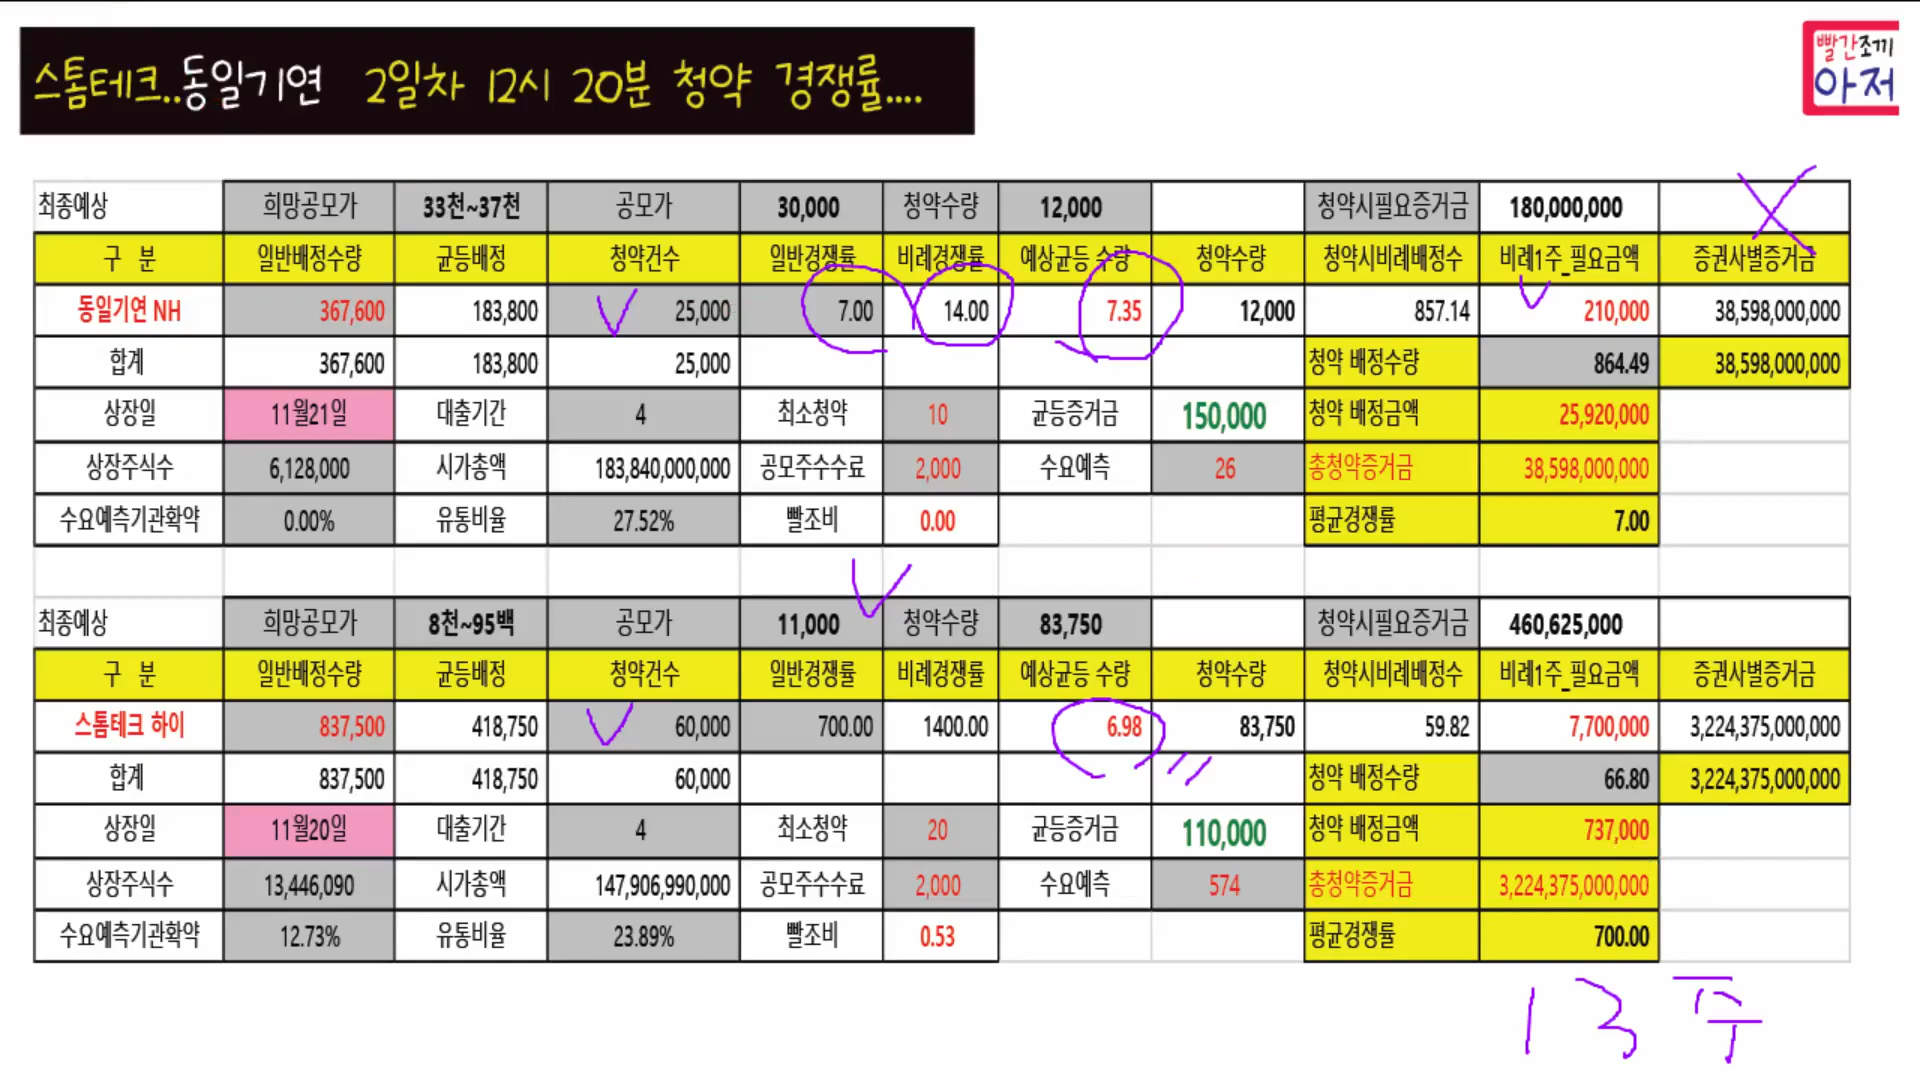 스톰테크..동일기연 2일차 12시 20분 청약 경쟁률....
빨간조끼
아저
최종예상 희망공모가 33천~37천 공모가 30,000 청약수량 12,000 청약시필요증거금 180,000,000
구 분 일반배정수량 균등배정 청약건수 일반경쟁률 비례경쟁률 예상균등 수량 청약수량 청약시비례배정수 비례1주_필요금액 증권사별증거금
동일기연 NH 367,600 183,800 25,000 7.00 14.00 7.35 12,000 857.14 210,000 38,598,000,000
합계 367,600 183,800 25,000 청약 배정수량 864.49 38,598,000,000
상장일 11월21일 대출기간 4 최소청약 10 균등증거금 150,000 청약 배정금액 25,920,000
상장주식수 6,128,000 시가총액 183,840,000,000 공모주수수료 2,000 수요예측 26 총청약증거금 38,598,000,000
수요예측기관확약 0.00% 유통비율 27.52% 빨조비 0.00 평균경쟁률 7.00
최종예상 희망공모가 8천~95백 공모가 11,000 청약수량 83,750 청약시필요증거금 460,625,000
구 분 일반배정수량 균등배정 청약건수 일반경쟁률 비례경쟁률 예상균등 수량 청약수량 청약시비례배정수 비례1주_필요금액 증권사별증거금
스톰테크 하이 837,500 418,750 60,000 700.00 1400.00 6.98 83,750 59.82 7,700,000 3,224,375,000,000
합계 837,500 418,750 60,000 청약 배정수량 66.80 3,224,375,000,000
상장일 11월20일 대출기간 4 최소청약 20 균등증거금 110,000 청약 배정금액 737,000
상장주식수 13,446,090 시가총액 147,906,990,000 공모주수수료 2,000 수요예측 574 총청약증거금 3,224,375,000,000
수요예측기관확약 12.73% 유통비율 23.89% 빨조비 0.53 평균경쟁률 700.00
13주